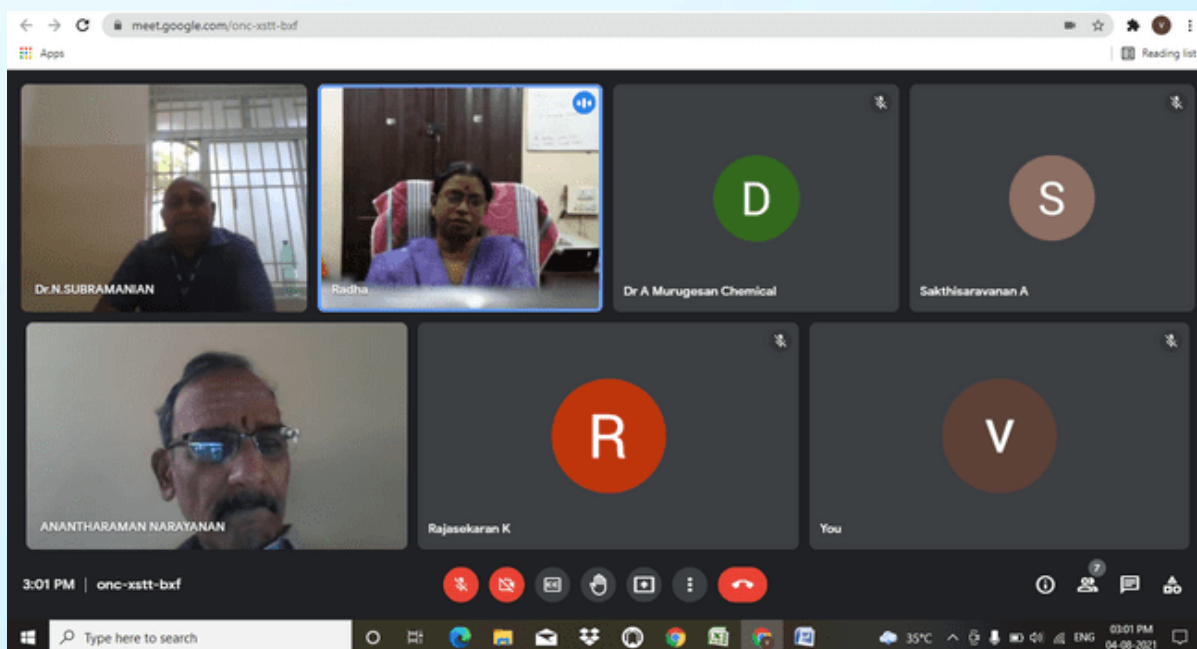 meet.google.com/onc-xstt-bxf
V
Apps
Reading list
D
S
Dr.N.SUBRAMANIAN
Radha
Dr A Murugesan Chemical
Sakthisaravanan A
R
V
ANANTHARAMAN NARAYANAN
Rajasekaran K
You
7
3:01 PM | onc-xstt-bxf
Type here to search
35°C
ENG
03:01 PM
04-08-2021